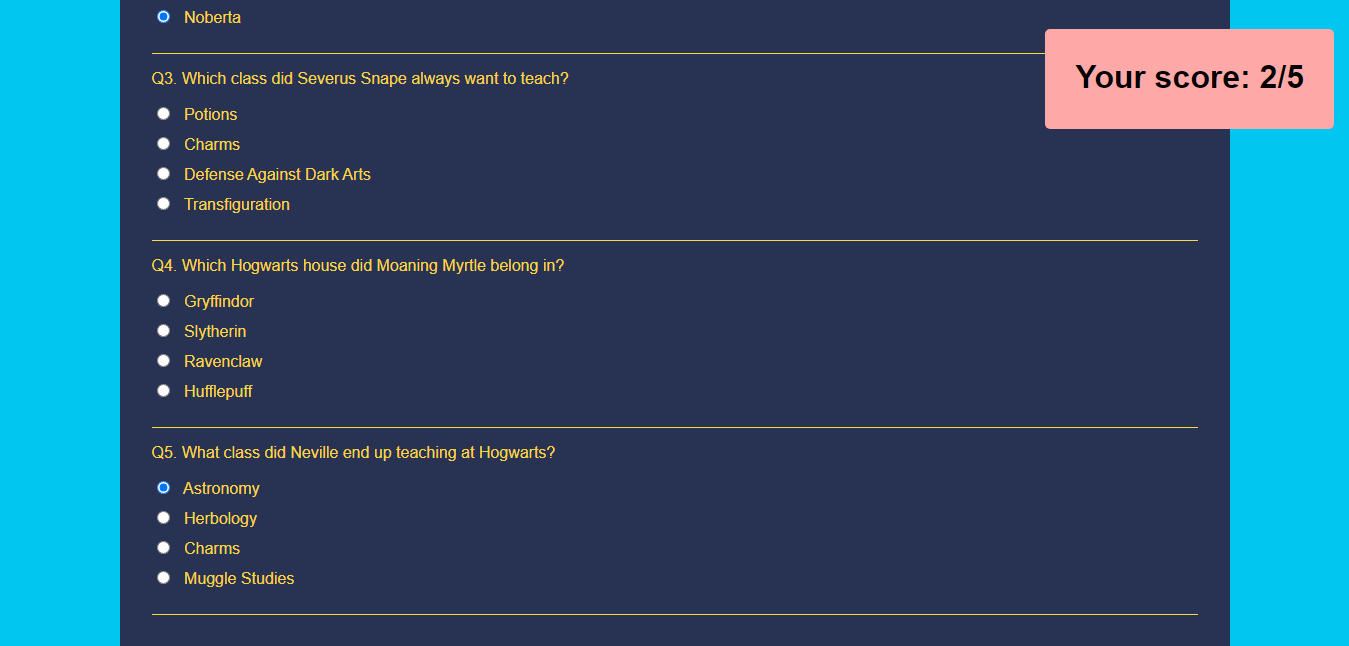 Noberta
Your score: 2/5
Q3. Which class did Severus Snape always want to teach?
Potions
Charms
Defense Against Dark Arts
Transfiguration
Q4. Which Hogwarts house did Moaning Myrtle belong in?
Gryffindor
Slytherin
Ravenclaw
Hufflepuff
Q5. What class did Neville end up teaching at Hogwarts?
Astronomy
Herbology
Charms
Muggle Studies